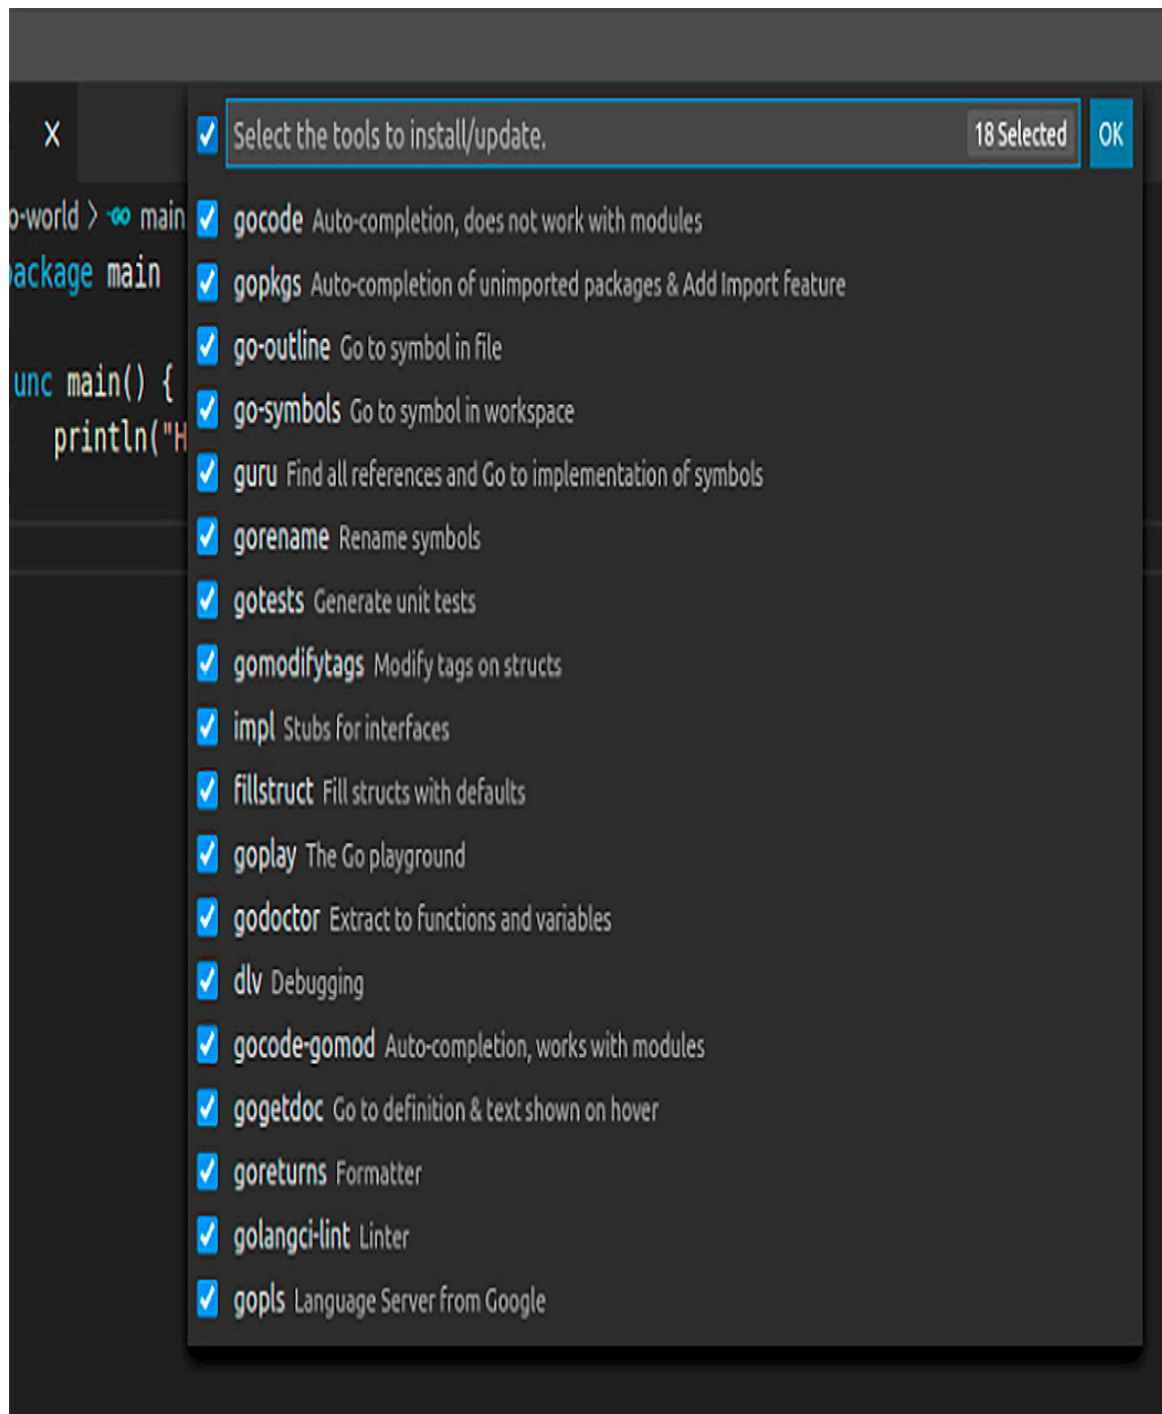 Select the tools to install/update. 18 Selected OK
X
gocode Auto-completion, does not work with modules
main
gopkgs Auto-completion of unimported packages & Add Import feature
main
go-outline Go to symbol in file
main() {
go-symbols Go to symbol in workspace
println("H
guru Find all references and Go to implementation of symbols
gorename Rename symbols
gotests Generate unit tests
gomodifytags Modify tags on structs
impl Stubs for interfaces
fillstruct Fill structs with defaults
goplay The Go playground
godoctor Extract to functions and variables
dlv Debugging
gocode-gomod Auto-completion, works with modules
gogetdoc Go to definition & text shown on hover
goreturns Formatter
golangci-lint Linter
gopls Language Server from Google